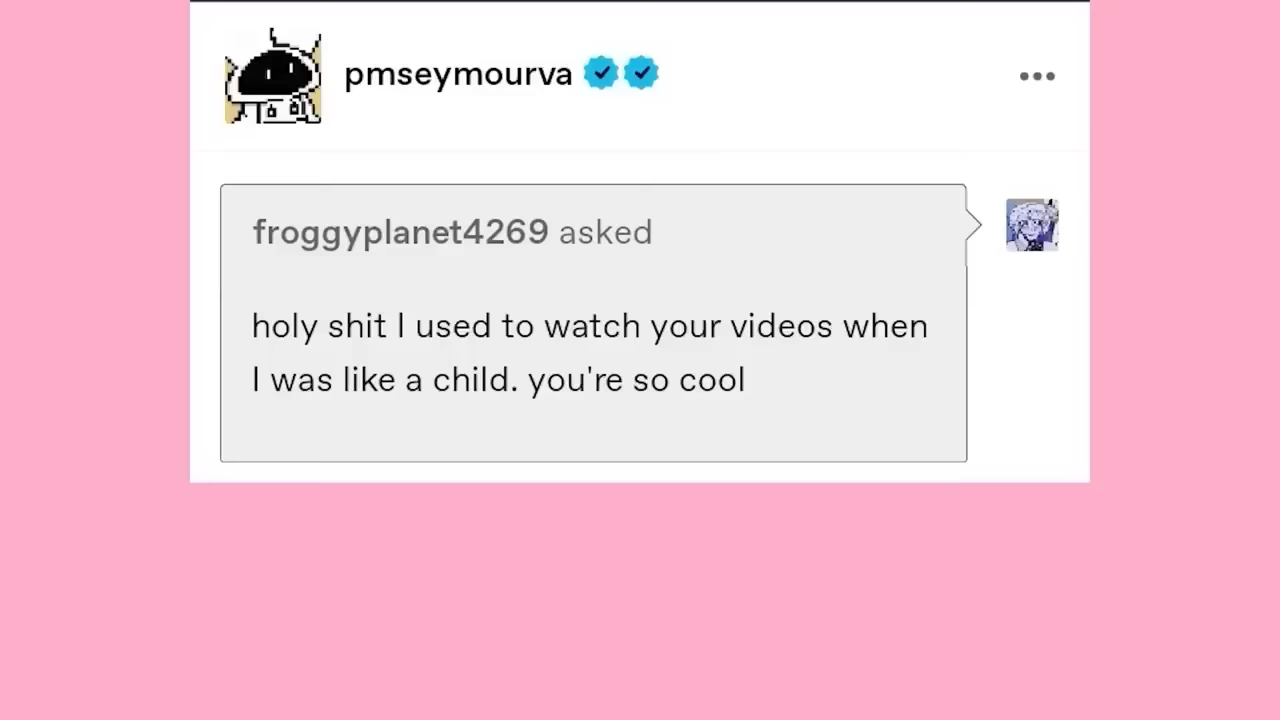 pmseymourva
froggyplanet4269 asked
holy shit I used to watch your videos when
I was like a child. you're so cool